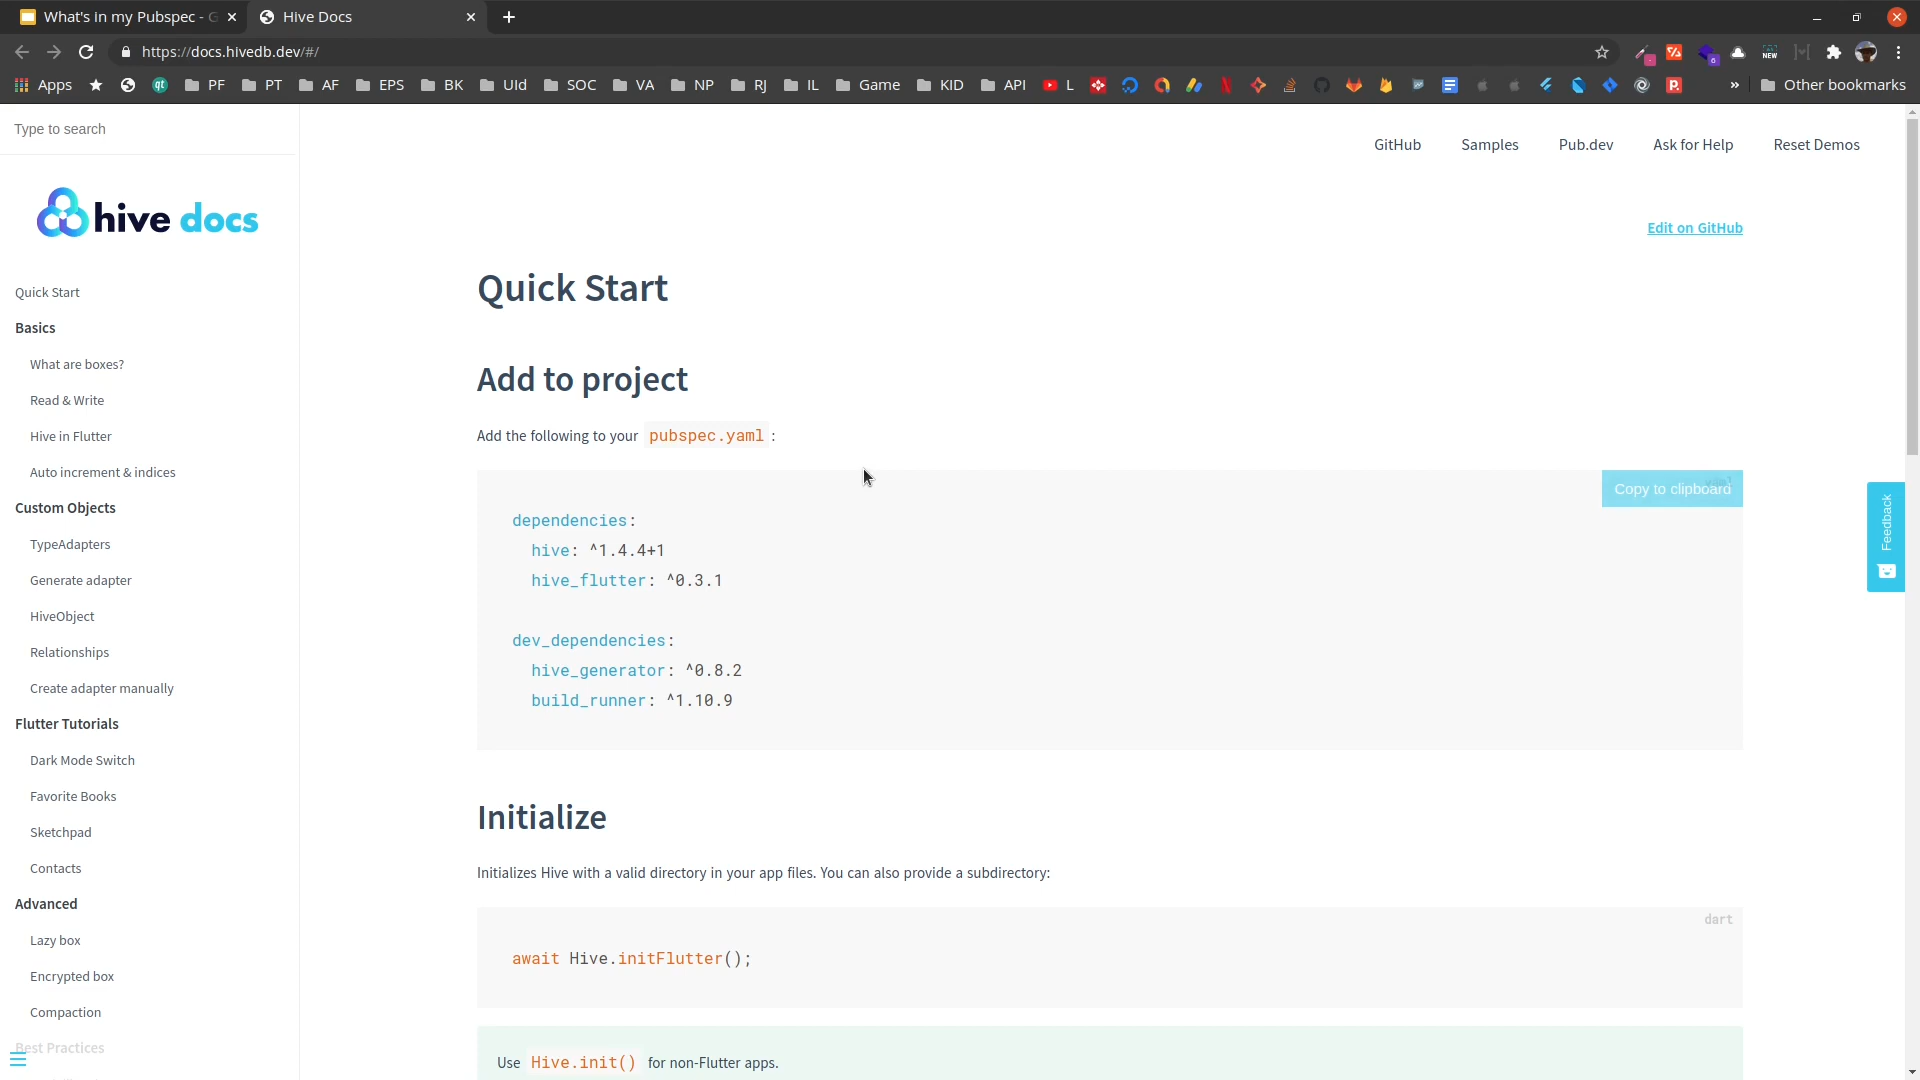 What's in my Pubspec - G
Hive Docs
https://docs.hivedb.dev/#/
NEW
6
Apps
PF
PT
AF
EPS
BK
UId
SOC
VA
NP
RJ
IL
Game
KID
API
L
»
Other bookmarks
Type to search
GitHub
Samples
Pub.dev
Ask for Help
Reset Demos
hive docs
Edit on GitHub
Quick Start
Basics
What are boxes?
Read & Write
Hive in Flutter
Auto increment & indices
Custom Objects
TypeAdapters
Generate adapter
HiveObject
Relationships
Create adapter manually
Flutter Tutorials
Dark Mode Switch
Favorite Books
Sketchpad
Contacts
Advanced
Lazy box
Encrypted box
Compaction
Best Practices
Quick Start
Add to project
Add the following to your pubspec.yaml :
Copy to clipboard
dependencies:
hive: ^1.4.4+1
hive_flutter: ^0.3.1
dev_dependencies:
hive_generator: ^0.8.2
build_runner: ^1.10.9
Feedback
Initialize
Initializes Hive with a valid directory in your app files. You can also provide a subdirectory:
dart
await Hive.initFlutter();
Use Hive.init() for non-Flutter apps.